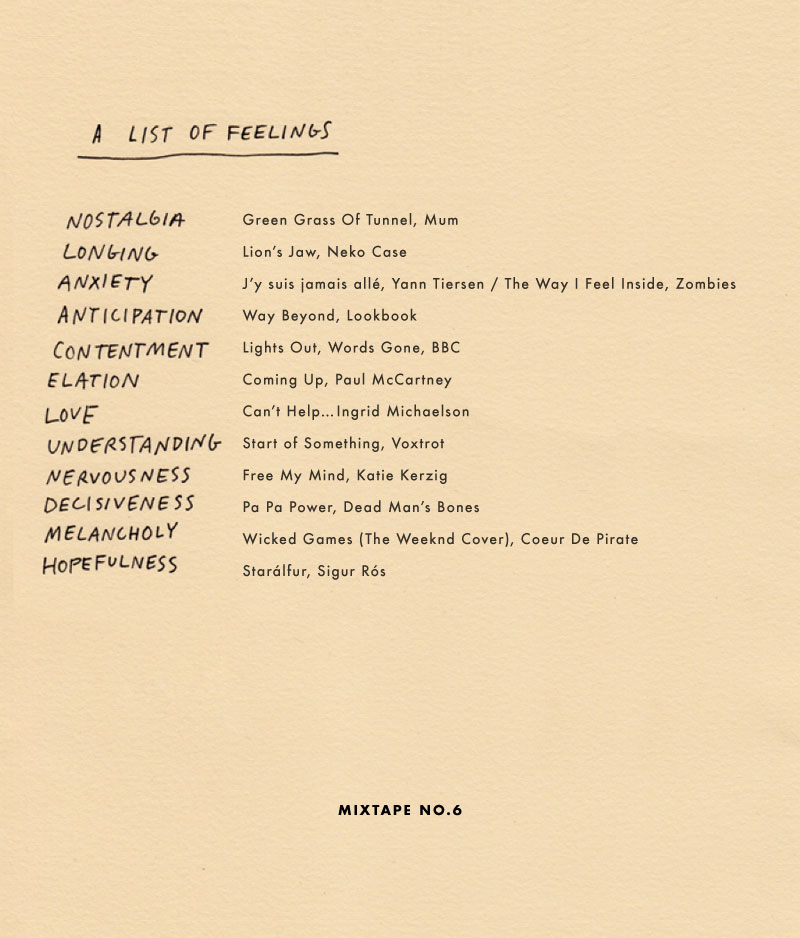 A LIST OF FEELINGS
NOSTALGIA Green Grass Of Tunnel, Mum
LONGING Lion's Jaw, Neko Case
ANXIETY J'y suis jamais allé, Yann Tiersen / The Way I Feel Inside, Zombies
ANTICIPATION Way Beyond, Lookbook
CONTENTMENT Lights Out, Words Gone, BBC
ELATION Coming Up, Paul McCartney
LOVE Can't Help...Ingrid Michaelson
UNDERSTANDING Start of Something, Voxtrot
NERVOUSNESS Free My Mind, Katie Kerzig
DECISIVENESS Pa Pa Power, Dead Man's Bones
MELANCHOLY Wicked Games (The Weeknd Cover), Coeur De Pirate
HOPEFULNESS Starálfur, Sigur Rós
MIXTAPE NO.6